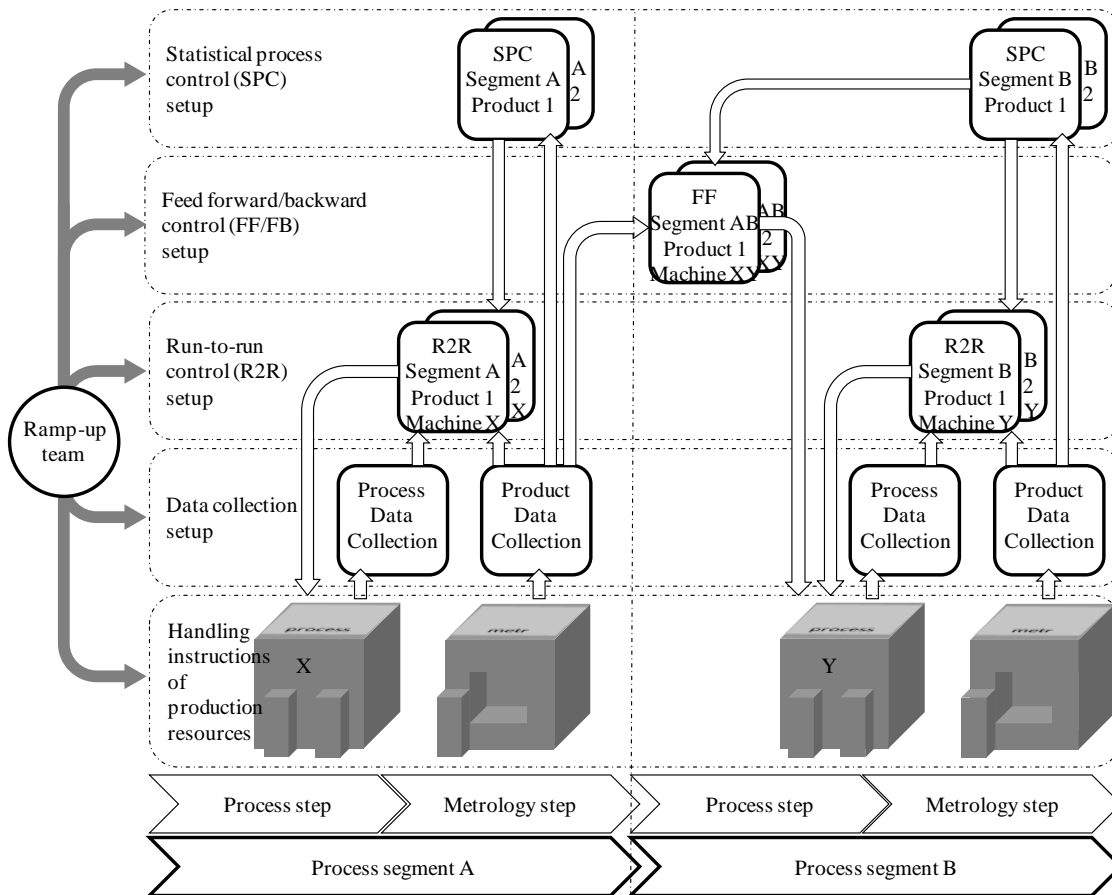 Statistical process
control (SPC)
setup
SPC
Segment A
Product 1
A
2
SPC
Segment B
Product 1
B
2
Feed forward/backward
control (FF/FB)
setup
FF
Segment AB
Product 1
Machine XY
AB
2
XY
Run-to-run
control (R2R)
setup
R2R
Segment A
Product 1
Machine X
A
2
X
R2R
Segment B
Product 1
Machine Y
B
2
Y
Ramp-up
team
Data collection
setup
Process
Data
Collection
Product
Data
Collection
Process
Data
Collection
Product
Data
Collection
Handling
instructions
of
production
resources
process
X
metr
process
Y
metr
Process step
Metrology step
Process step
Metrology step
Process segment A
Process segment B